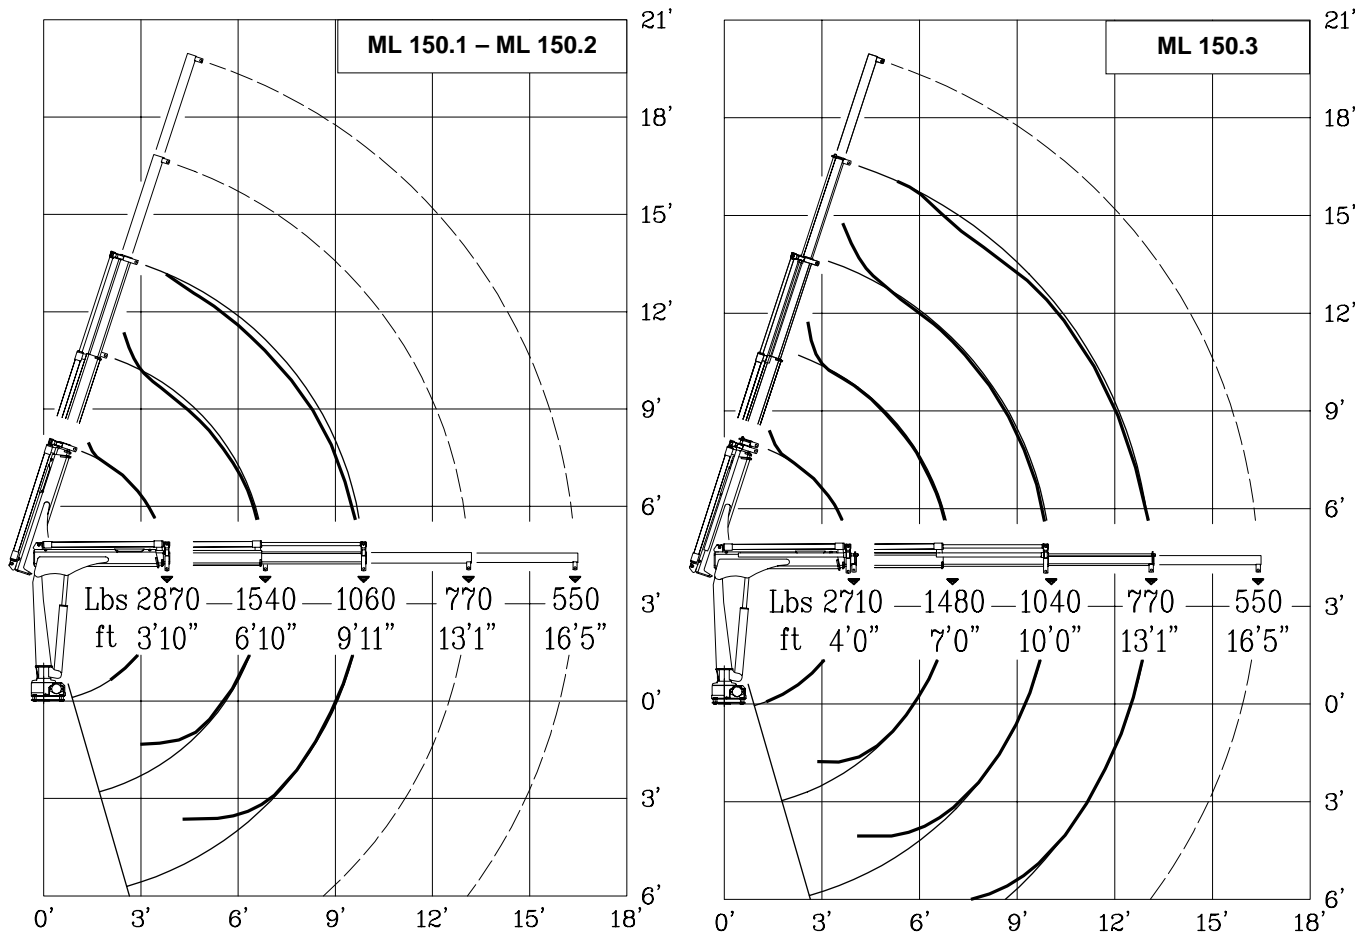 ML 150.1 – ML 150.2
21’
18’
15’
12’
9’
6’
Lbs 2870 1540 1060 770 550 3’
ft 3’10” 6’10” 9’11” 13’1” 16’5”
0’
3’
6’
0’ 3’ 6’ 9’ 12’ 15’ 18’
ML 150.3
21’
18’
15’
12’
9’
6’
Lbs 2710 1480 1040 770 550 3’
ft 4’0” 7’0” 10’0” 13’1” 16’5”
0’
3’
6’
0’ 3’ 6’ 9’ 12’ 15’ 18’